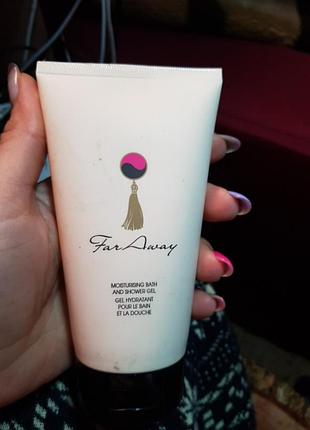 Far Away
MOISTURISING BATH
AND SHOWER GEL
GEL HYDRATANT
POUR LE BAIN
ET LA DOUCHE